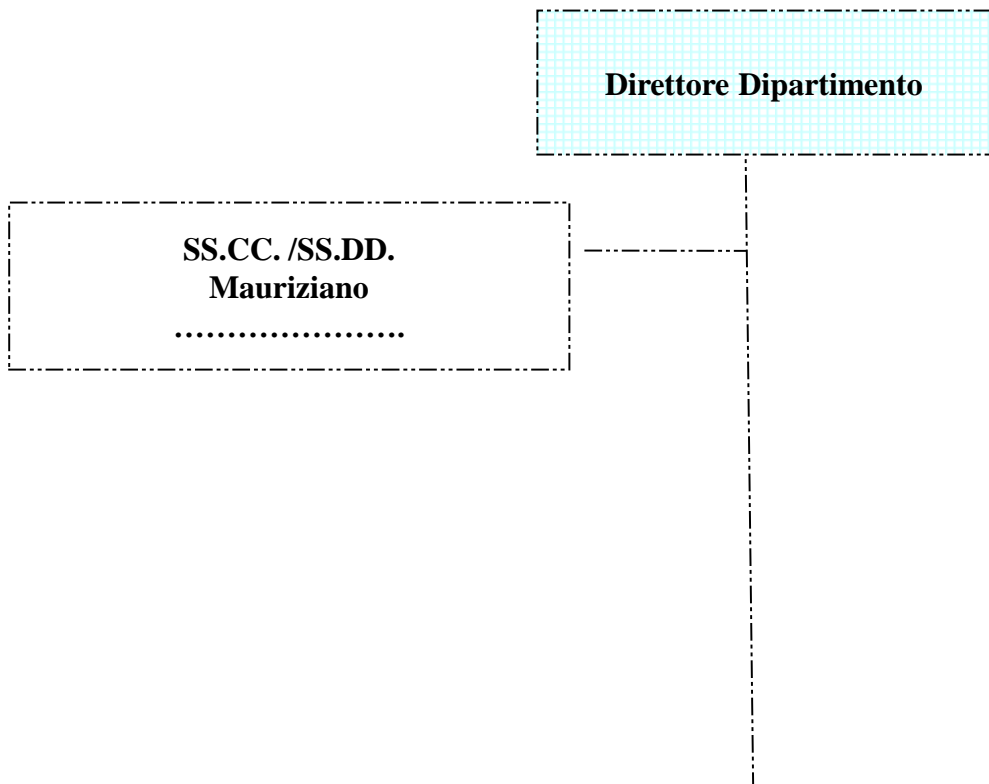 Direttore Dipartimento
SS.CC. /SS.DD.
Mauriziano
…………………….